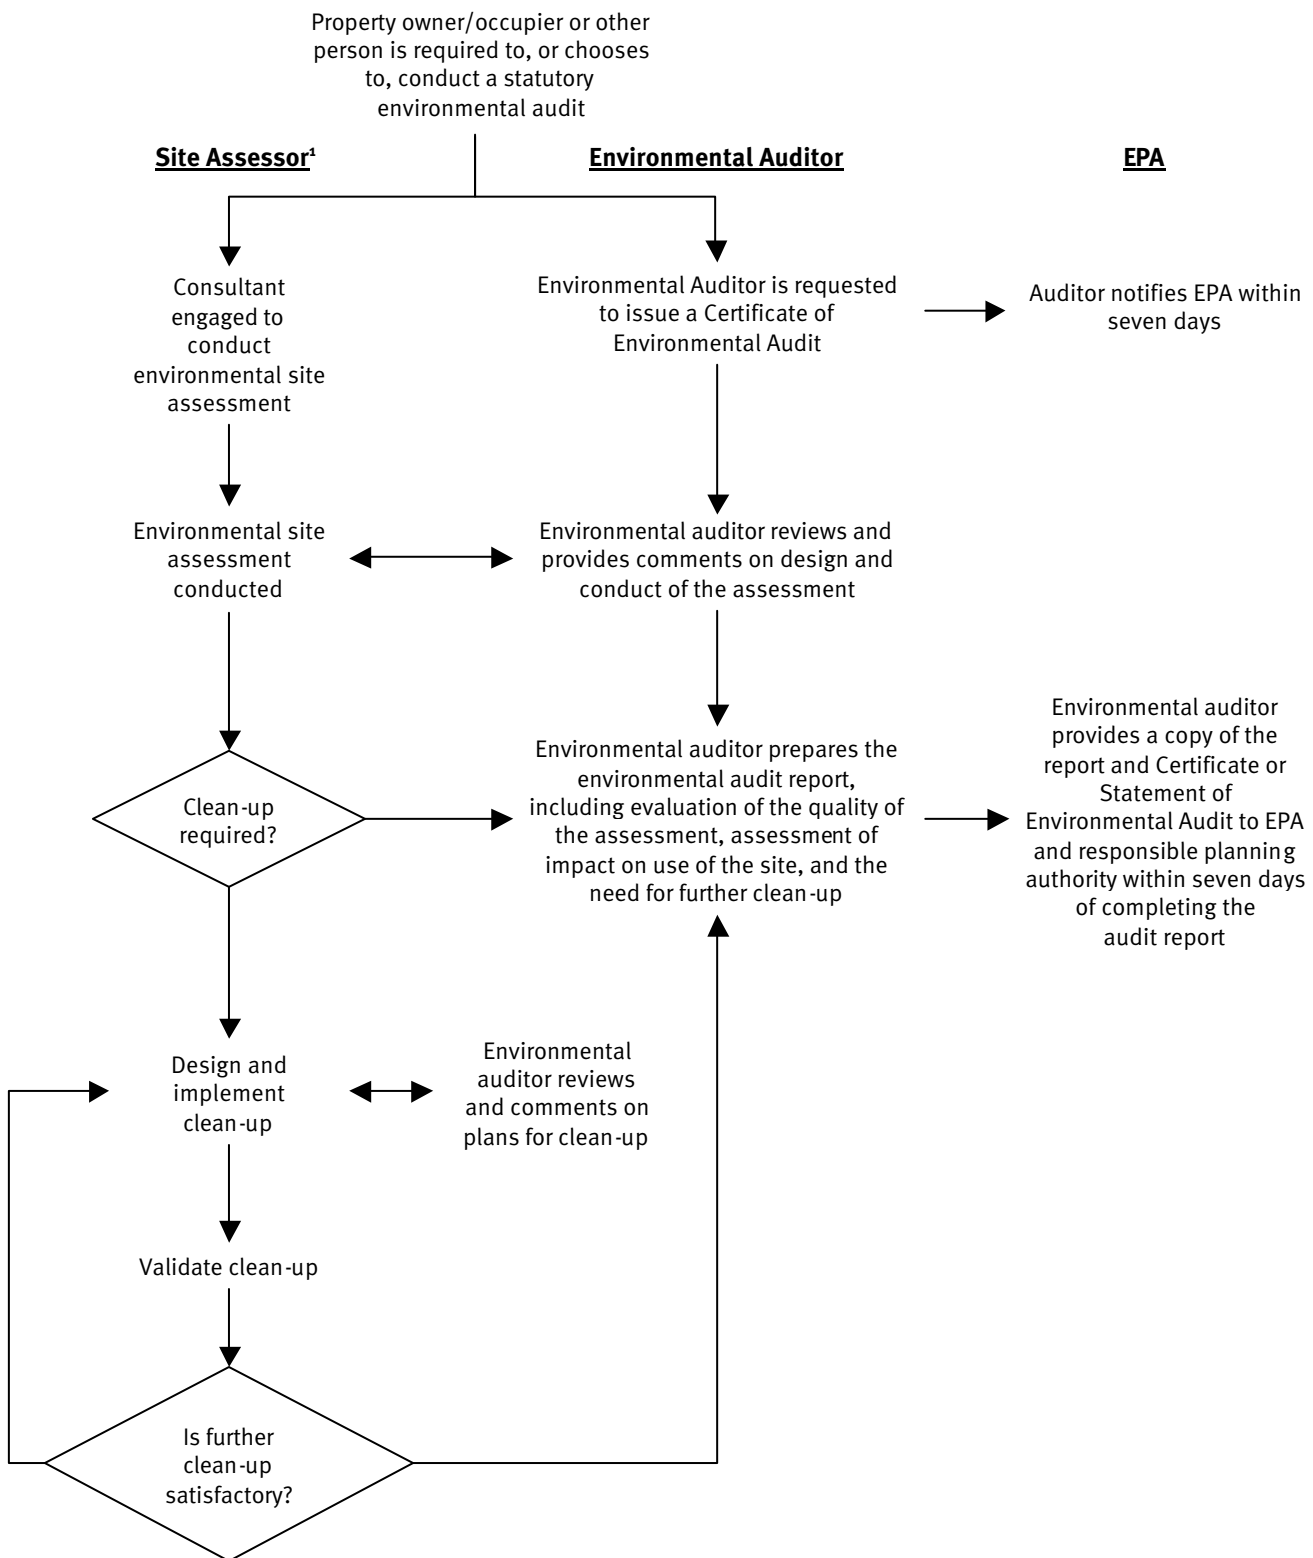 Property owner/occupier or other
person is required to, or chooses
to, conduct a statutory
environmental audit
Site Assessor¹
Environmental Auditor
EPA
Consultant
engaged to
conduct
environmental site
assessment
Environmental Auditor is requested
to issue a Certificate of
Environmental Audit
Auditor notifies EPA within
seven days
Environmental site
assessment
conducted
Environmental auditor reviews and
provides comments on design and
conduct of the assessment
Clean-up
required?
Environmental auditor prepares the
environmental audit report,
including evaluation of the quality of
the assessment, assessment of
impact on use of the site, and the
need for further clean-up
Environmental auditor
provides a copy of the
report and Certificate or
Statement of
Environmental Audit to EPA
and responsible planning
authority within seven days
of completing the
audit report
Design and
implement
clean-up
Environmental
auditor reviews
and comments on
plans for clean-up
Validate clean-up
Is further
clean-up
satisfactory?